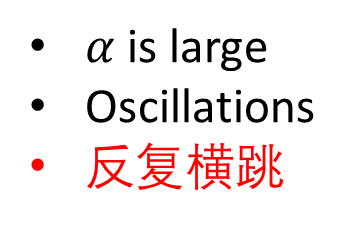 • 𝛼 is large
• Oscillations
• 反复横跳